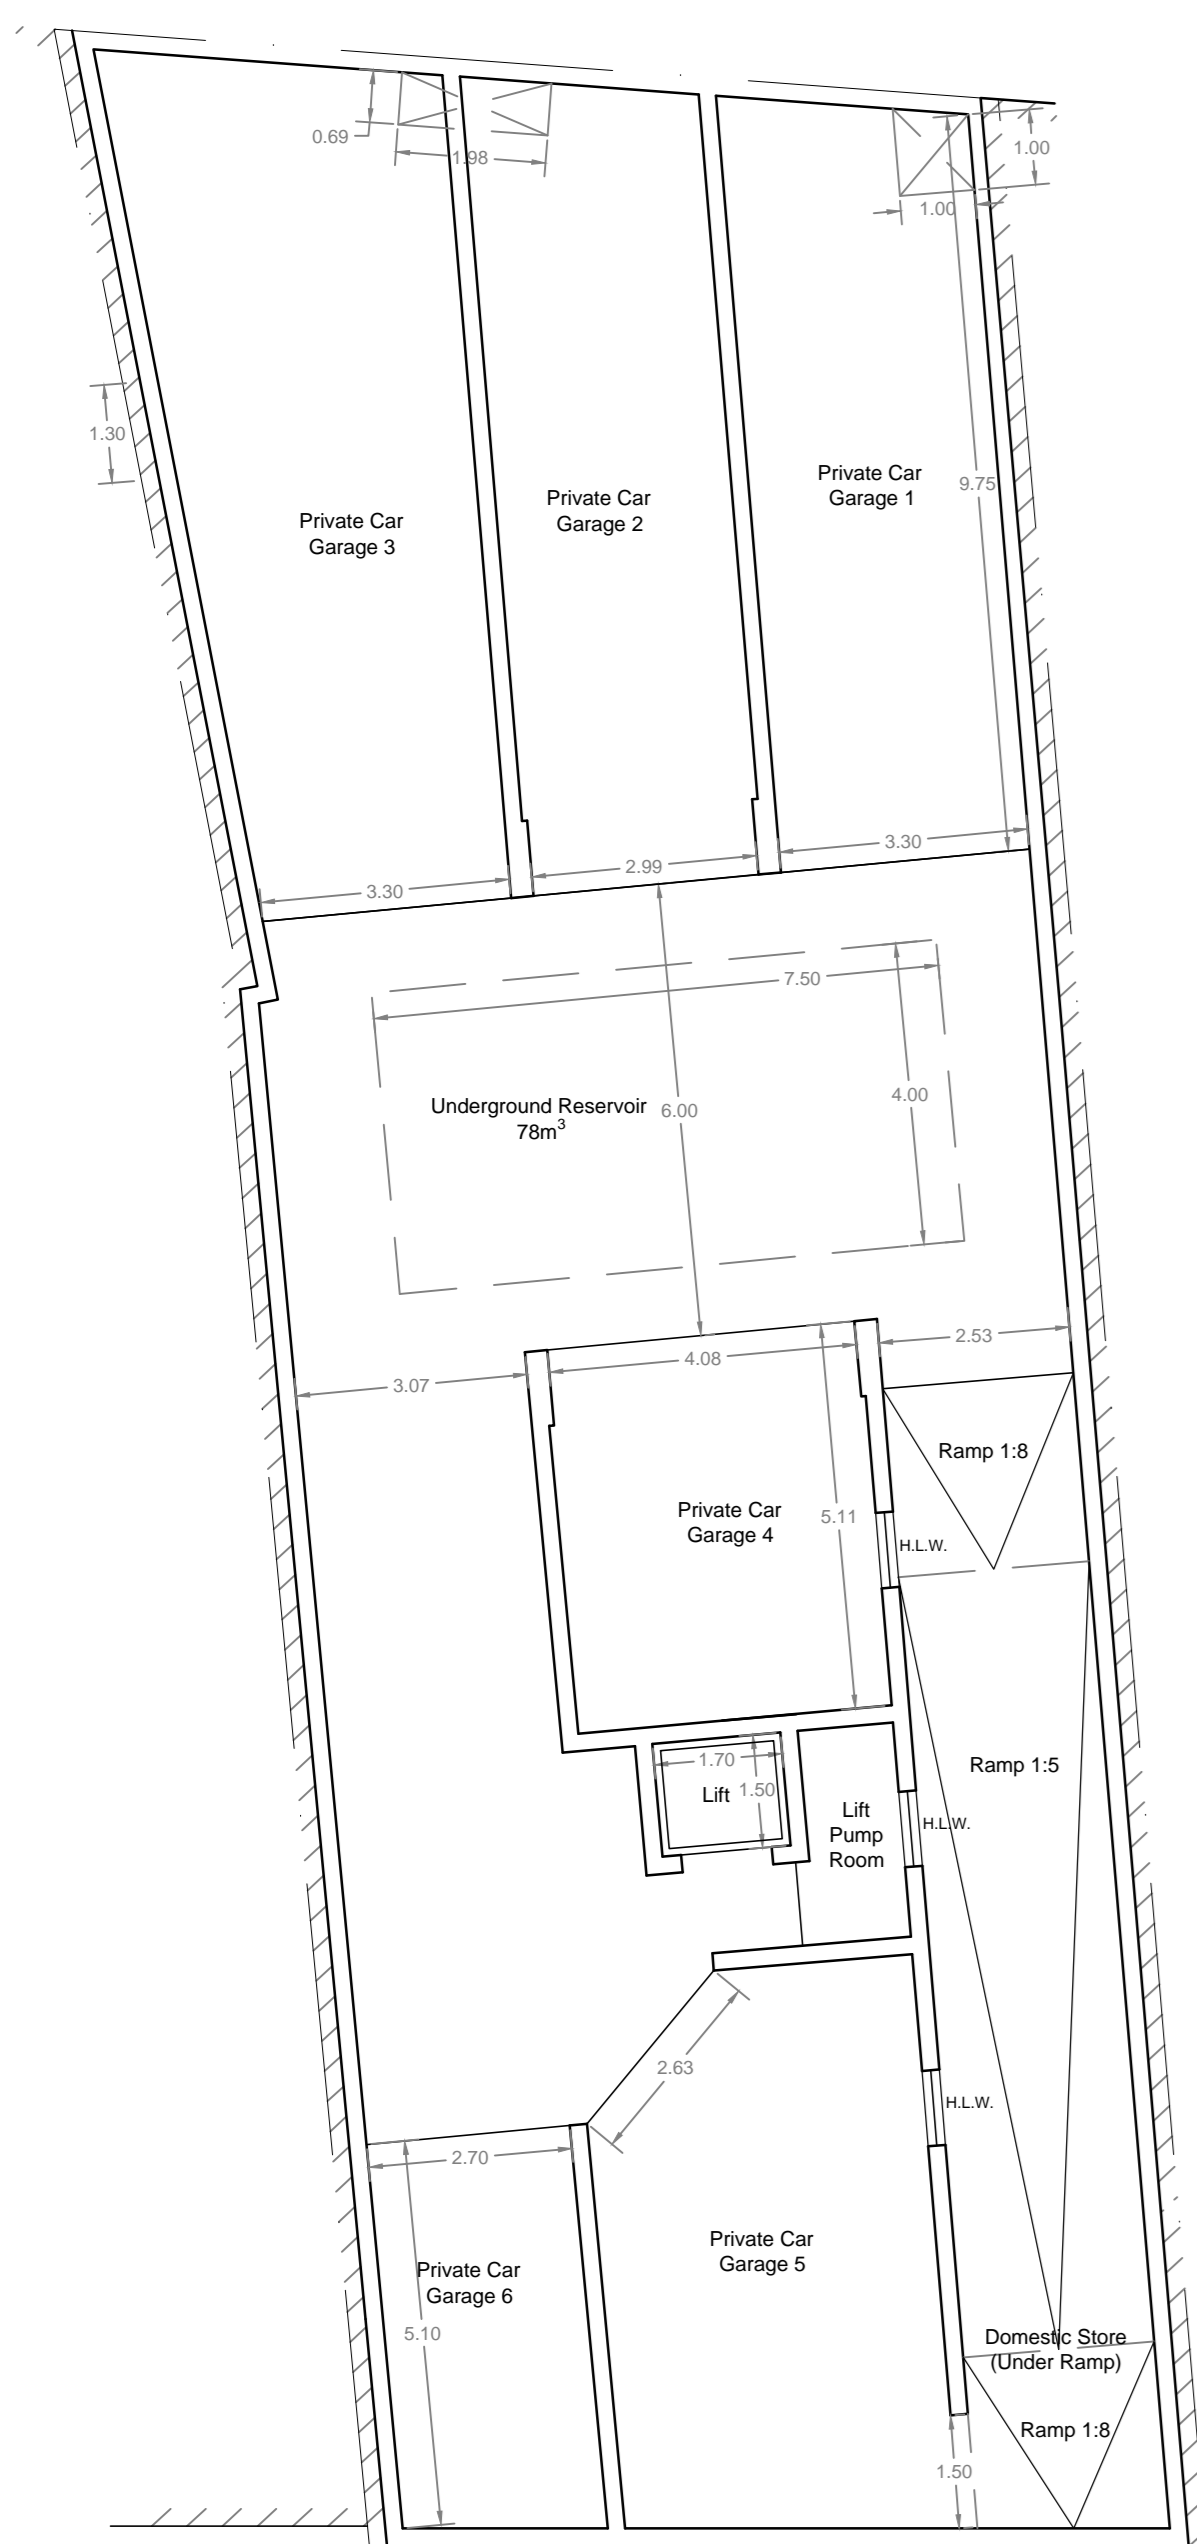 0.69
1.98
1.00
1.00
1.30
9.75
Private Car
Garage 1
Private Car
Garage 2
Private Car
Garage 3
3.30
2.99
3.30
7.50
4.00
Underground Reservoir
78m³
6.00
2.53
4.08
3.07
Ramp 1:8
Private Car
Garage 4
5.11
H.L.W.
1.70
Lift
1.50
Ramp 1:5
Lift
Pump
Room
H.L.W.
2.63
H.L.W.
2.70
Private Car
Garage 5
Private Car
Garage 6
5.10
Domestic Store
(Under Ramp)
Ramp 1:8
1.50